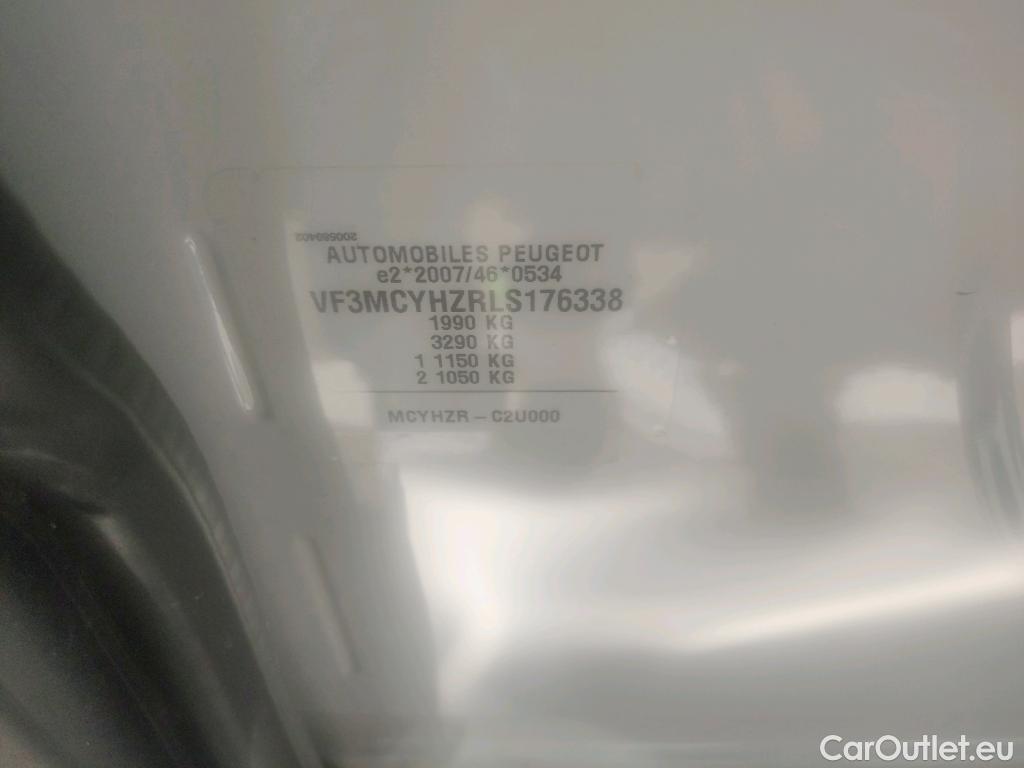 200580402
AUTOMOBILES PEUGEOT
e2*2007/46*0534
VF3MCYHZRLS176338
1990 KG
3290 KG
1 1150 KG
2 1050 KG
MCYHZR - C2U000
CarOutlet.eu